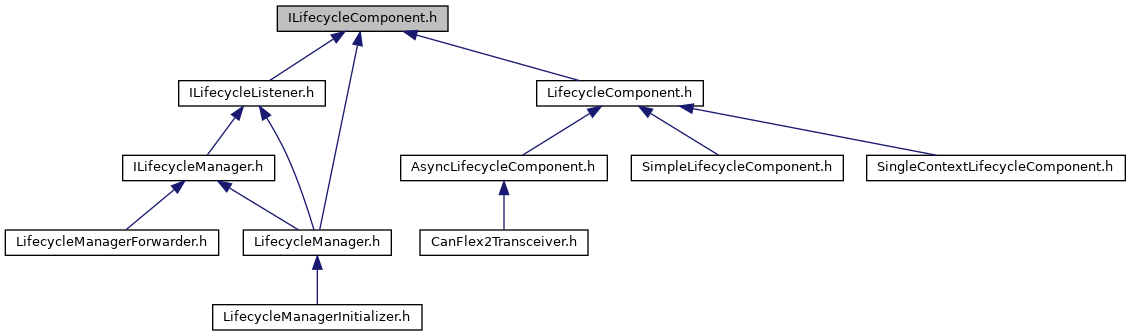 ILifecycleComponent.h
ILifecycleListener.h
LifecycleComponent.h
ILifecycleManager.h
AsyncLifecycleComponent.h
SimpleLifecycleComponent.h
SingleContextLifecycleComponent.h
LifecycleManagerForwarder.h
LifecycleManager.h
CanFlex2Transceiver.h
LifecycleManagerInitializer.h